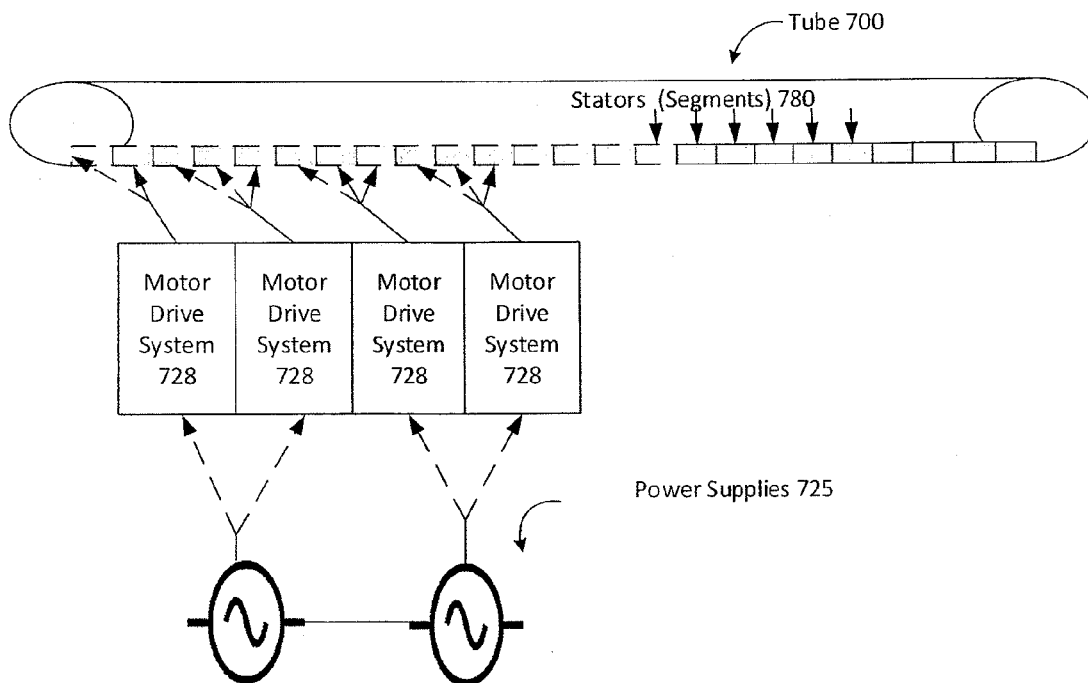 Tube 700
Stators (Segments) 780
Motor
Drive
System
728
Motor
Drive
System
728
Motor
Drive
System
728
Motor
Drive
System
728
Power Supplies 725